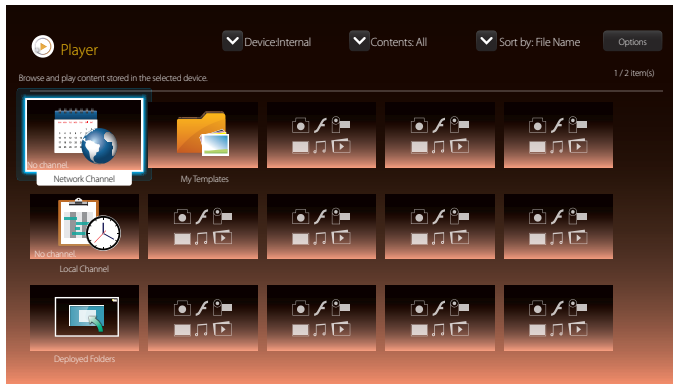 Player
Device:Internal
Contents: All
Sort by: File Name
Options
Browse and play content stored in the selected device.
1 / 2 item(s)
No channel.
Network Channel
My Templates
No channel.
Local Channel
Deployed Folders